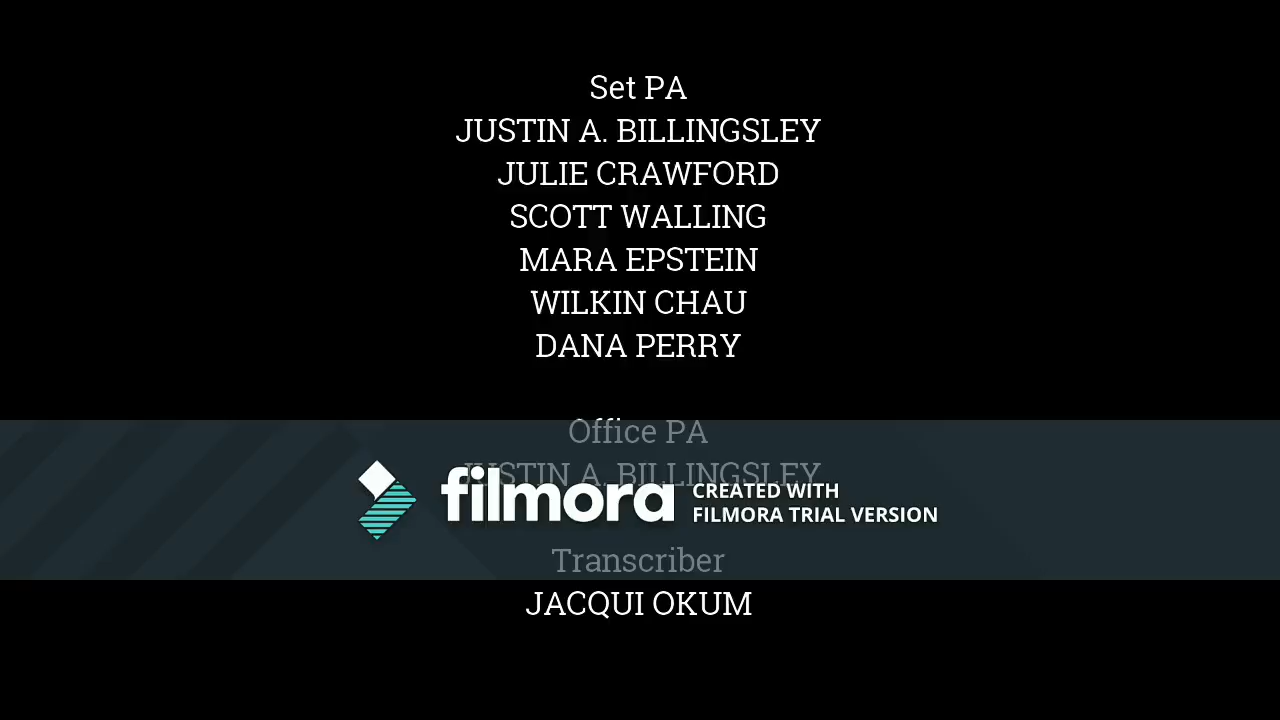 Set PA
JUSTIN A. BILLINGSLEY
JULIE CRAWFORD
SCOTT WALLING
MARA EPSTEIN
WILKIN CHAU
DANA PERRY
Office PA
JUSTIN A. BILLINGSLEY
filmora
CREATED WITH
FILMORA TRIAL VERSION
Transcriber
JACQUI OKUM